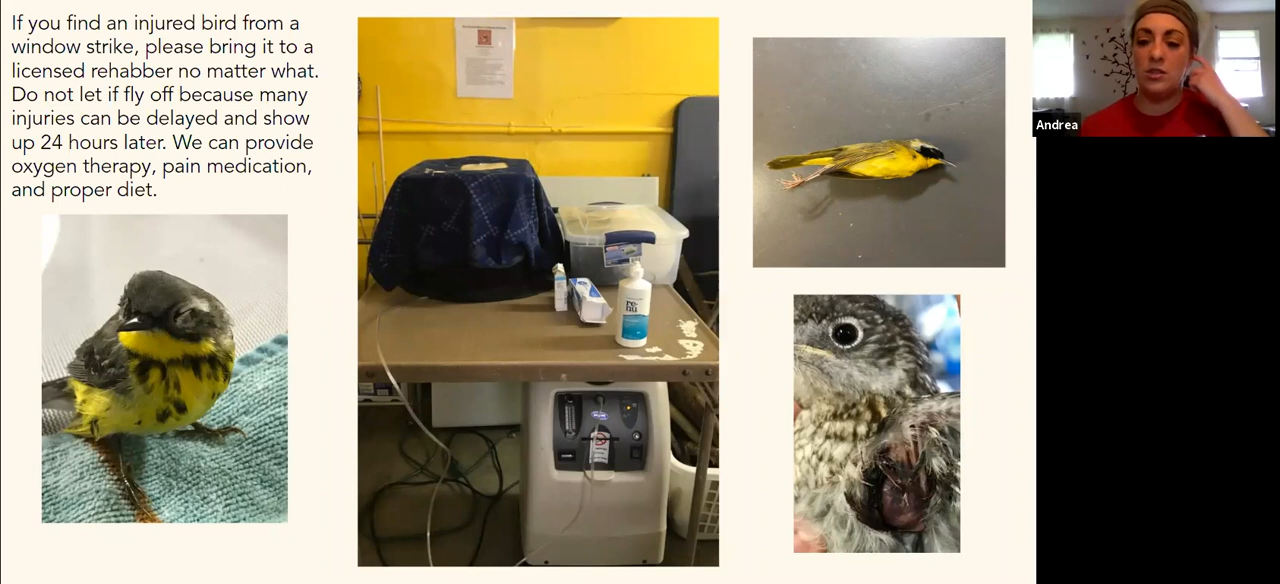 If you find an injured bird from a
window strike, please bring it to a
licensed rehabber no matter what.
Do not let if fly off because many
injuries can be delayed and show
up 24 hours later. We can provide
oxygen therapy, pain medication,
and proper diet.
re·
nu
Andrea